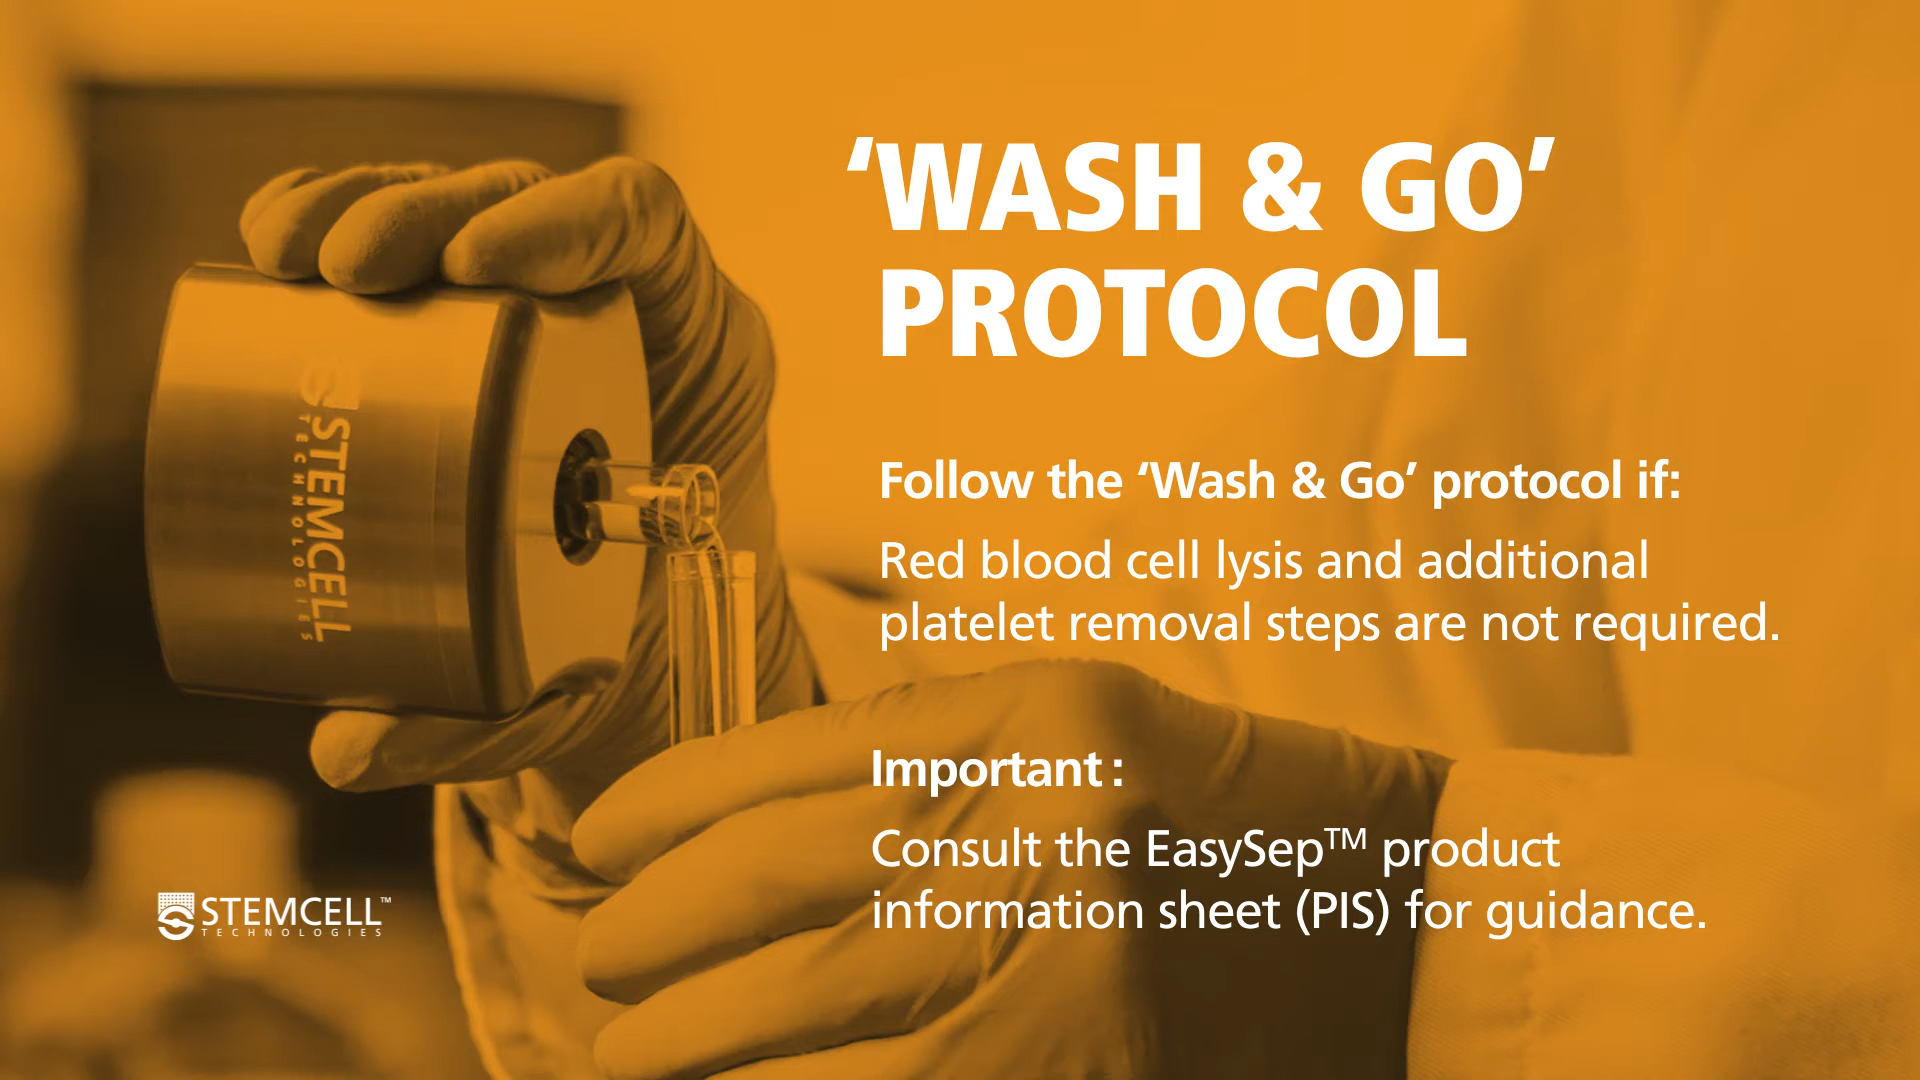 ‘WASH & GO’
PROTOCOL
Follow the ‘Wash & Go’ protocol if:
Red blood cell lysis and additional
platelet removal steps are not required.
Important :
Consult the EasySep™ product
information sheet (PIS) for guidance.
STEMCELL
TECHNOLOGIES
STEMCELL™
TECHNOLOGIES